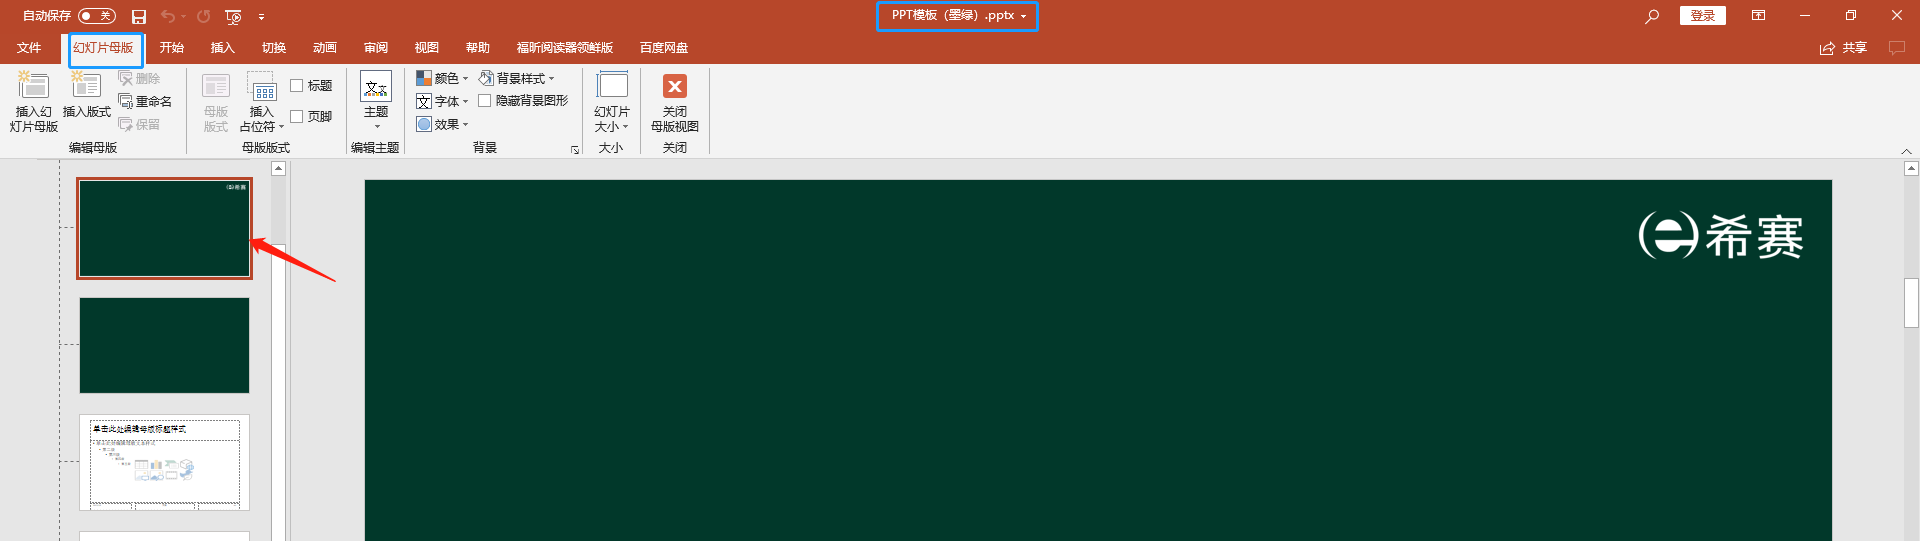 自动保存 关
PPT模板（墨绿）.pptx
登录
文件 幻灯片母版 开始 插入 切换 动画 审阅 视图 帮助 福昕阅读器领鲜版 百度网盘
共享
插入幻
灯片母版
插入版式
删除
重命名
保留
编辑母版
母版
版式
插入
占位符
标题
页脚
母版版式
文文
主题
编辑主题
颜色
文 字体
效果
背景样式
隐藏背景图形
背景
幻灯片
大小
大小
关闭
母版视图
关闭
希赛
单击此处编辑母版标题样式
希赛